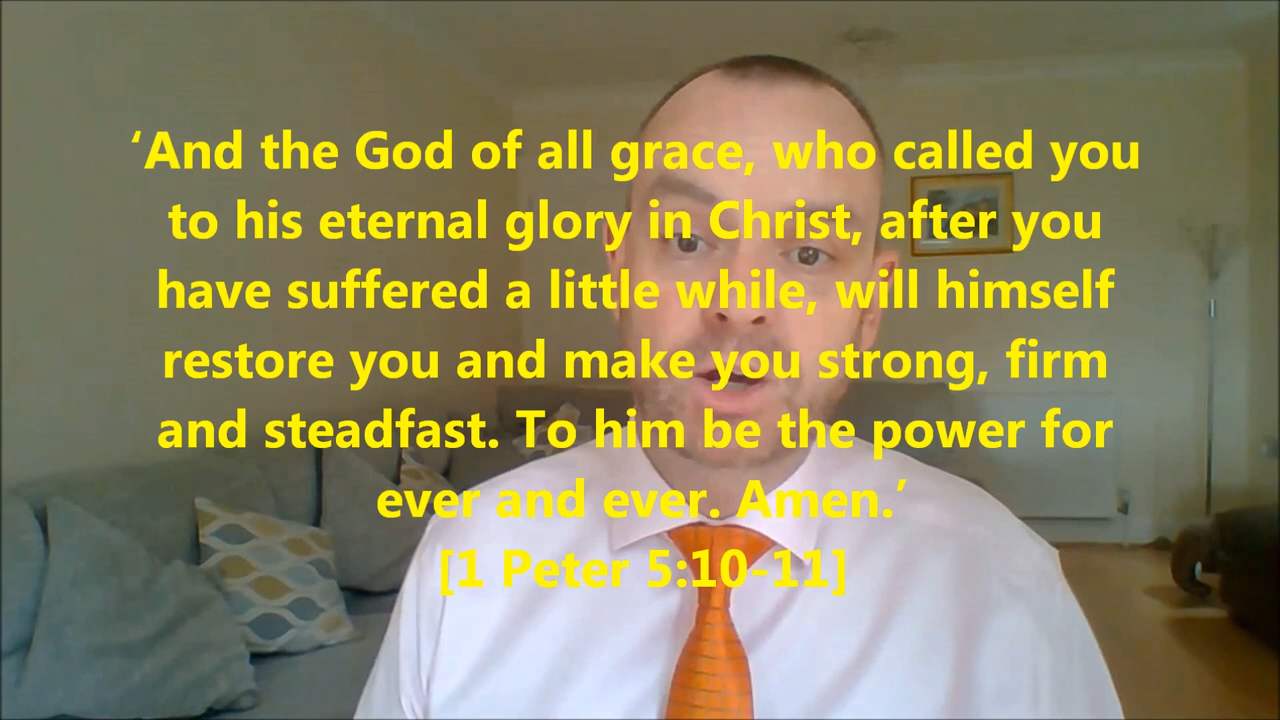 ‘And the God of all grace, who called you
to his eternal glory in Christ, after you
have suffered a little while, will himself
restore you and make you strong, firm
and steadfast. To him be the power for
ever and ever. Amen.’
[1 Peter 5:10-11]